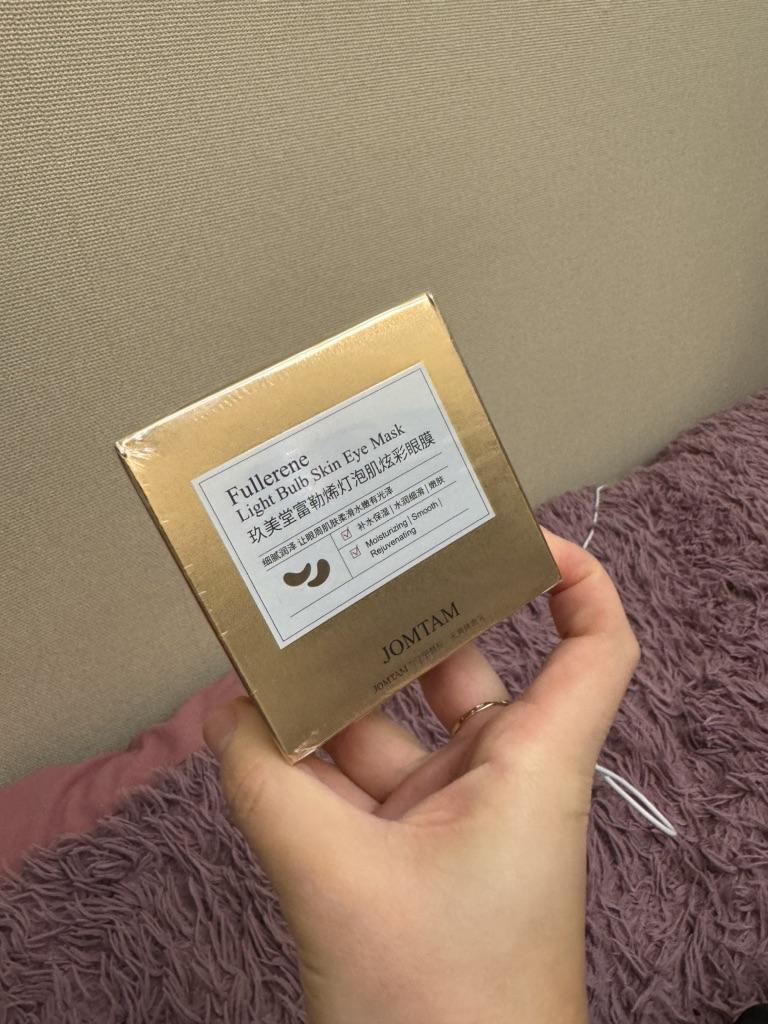 Fullerene
Light Bulb Skin Eye Mask
玖美堂富勒烯灯泡肌炫彩眼膜
细腻润泽 让眼周肌肤柔滑水嫩有光泽
补水保湿 | 水润细滑 | 嫩肤
Moisturizing | Smooth |
Rejuvenating
JOMTAM
JOMTAM